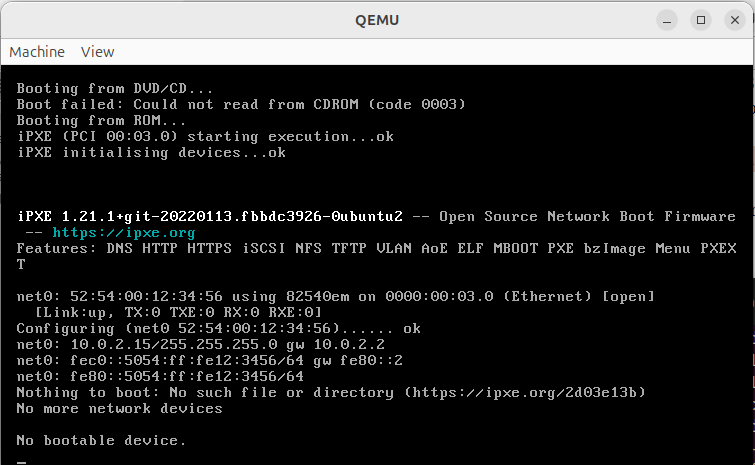 QEMU
Machine View
Booting from DVD/CD...
Boot failed: Could not read from CDROM (code 0003)
Booting from ROM...
iPXE (PCI 00:03.0) starting execution...ok
iPXE initialising devices...ok
iPXE 1.21.1+git-20220113.fbbdc3926-0ubuntu2 -- Open Source Network Boot Firmware
-- https://ipxe.org
Features: DNS HTTP HTTPS iSCSI NFS TFTP VLAN AoE ELF MBOOT PXE bzImage Menu PXEX
T
net0: 52:54:00:12:34:56 using 82540em on 0000:00:03.0 (Ethernet) [open]
[Link:up, TX:0 TXE:0 RX:0 RXE:0]
Configuring (net0 52:54:00:12:34:56)...... ok
net0: 10.0.2.15/255.255.255.0 gw 10.0.2.2
net0: fec0::5054:ff:fe12:3456/64 gw fe80::2
net0: fe80::5054:ff:fe12:3456/64
Nothing to boot: No such file or directory (https://ipxe.org/2d03e13b)
No more network devices
No bootable device.